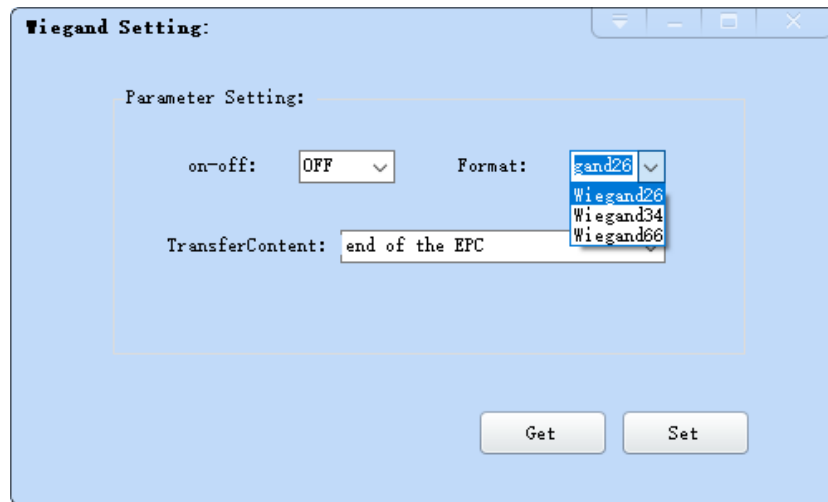 Wiegand Setting:
Parameter Setting:
on-off: OFF Format: gand26
Wiegand26
Wiegand34
Wiegand66
TransferContent: end of the EPC
Get Set